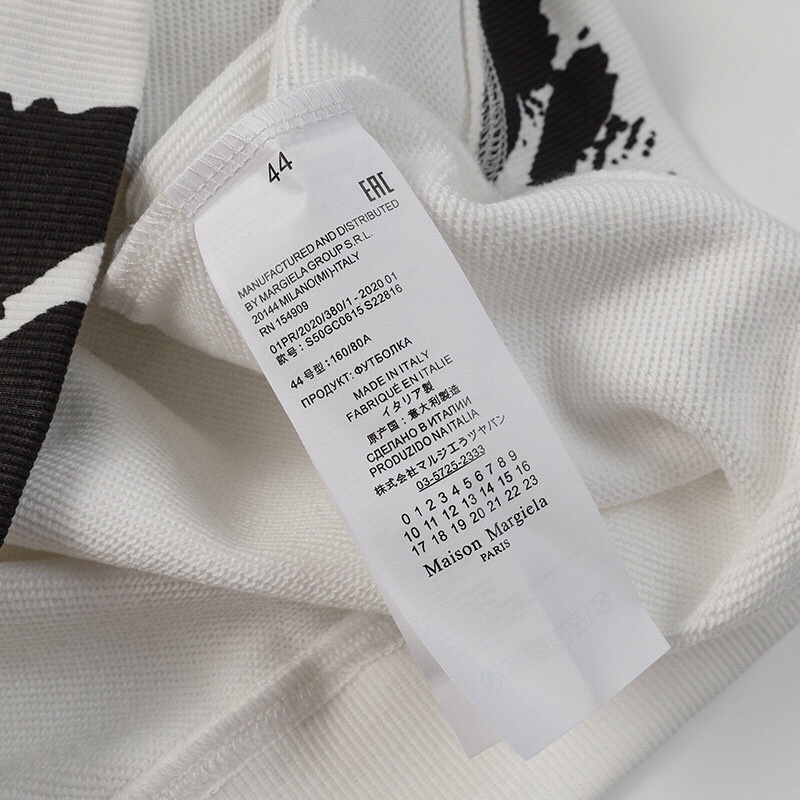 44
EAC
MANUFACTURED AND DISTRIBUTED
BY MARGIELA GROUP S.R.L.
20144 MILANO(MI)-ITALY
RN 154909
01PR/2020/380/1 - 2020 01
款号: S50GC0615 S22816
44 号型: 160/80A
ПРОДУКТ: ФУТБОЛКА
MADE IN ITALY
FABRIQUÉ EN ITALIE
イタリア製
原产国: 意大利製造
СДЕЛАНО В ИТАЛИИ
PRODUZIDO NA ITALIA
株式会社マルジエラヅヤバン
03-5725-2333
0 1 2 3 4 5 6 7 8 9
10 11 12 13 14 15 16
17 18 19 20 21 22 23
Maison Margiela
PARIS